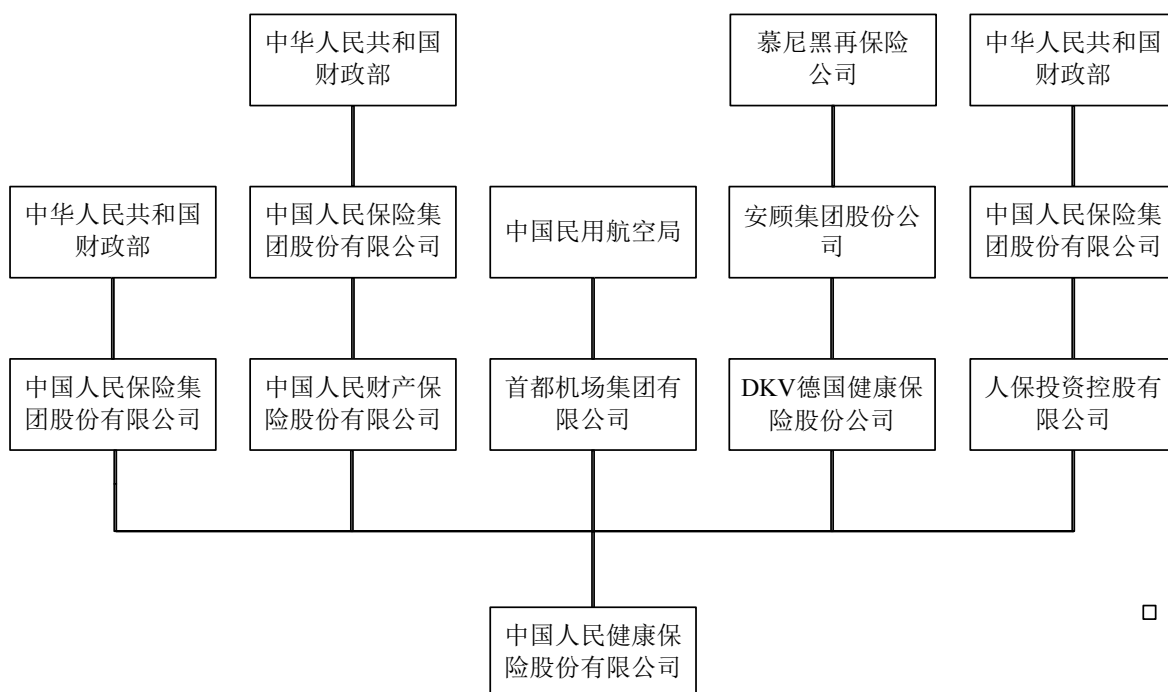 中华人民共和国
财政部
慕尼黑再保险
公司
中华人民共和国
财政部
中华人民共和国
财政部
中国人民保险集
团股份有限公司
中国民用航空局
安顾集团股份公
司
中国人民保险集
团股份有限公司
中国人民保险集
团股份有限公司
中国人民财产保
险股份有限公司
首都机场集团有
限公司
DKV德国健康保
险股份公司
人保投资控股有
限公司
中国人民健康保
险股份有限公司